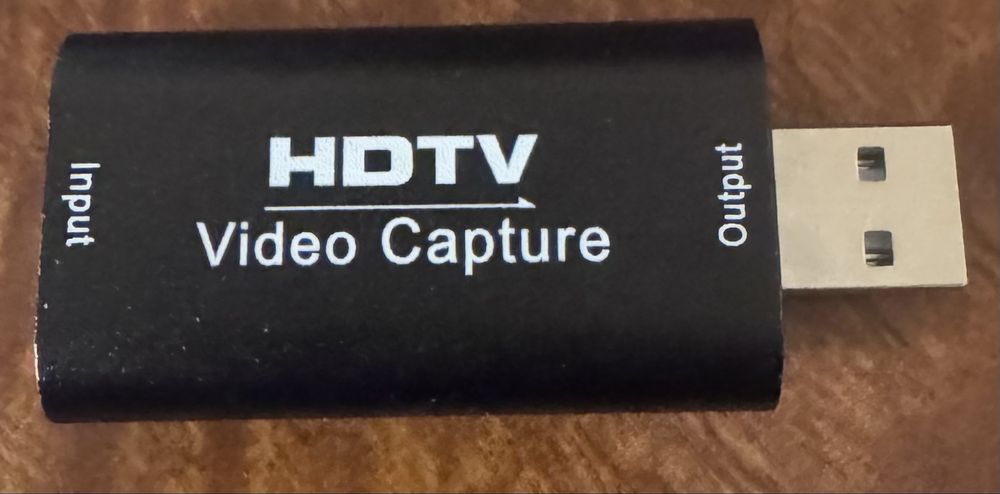 Input
HDTV
Video Capture
Output